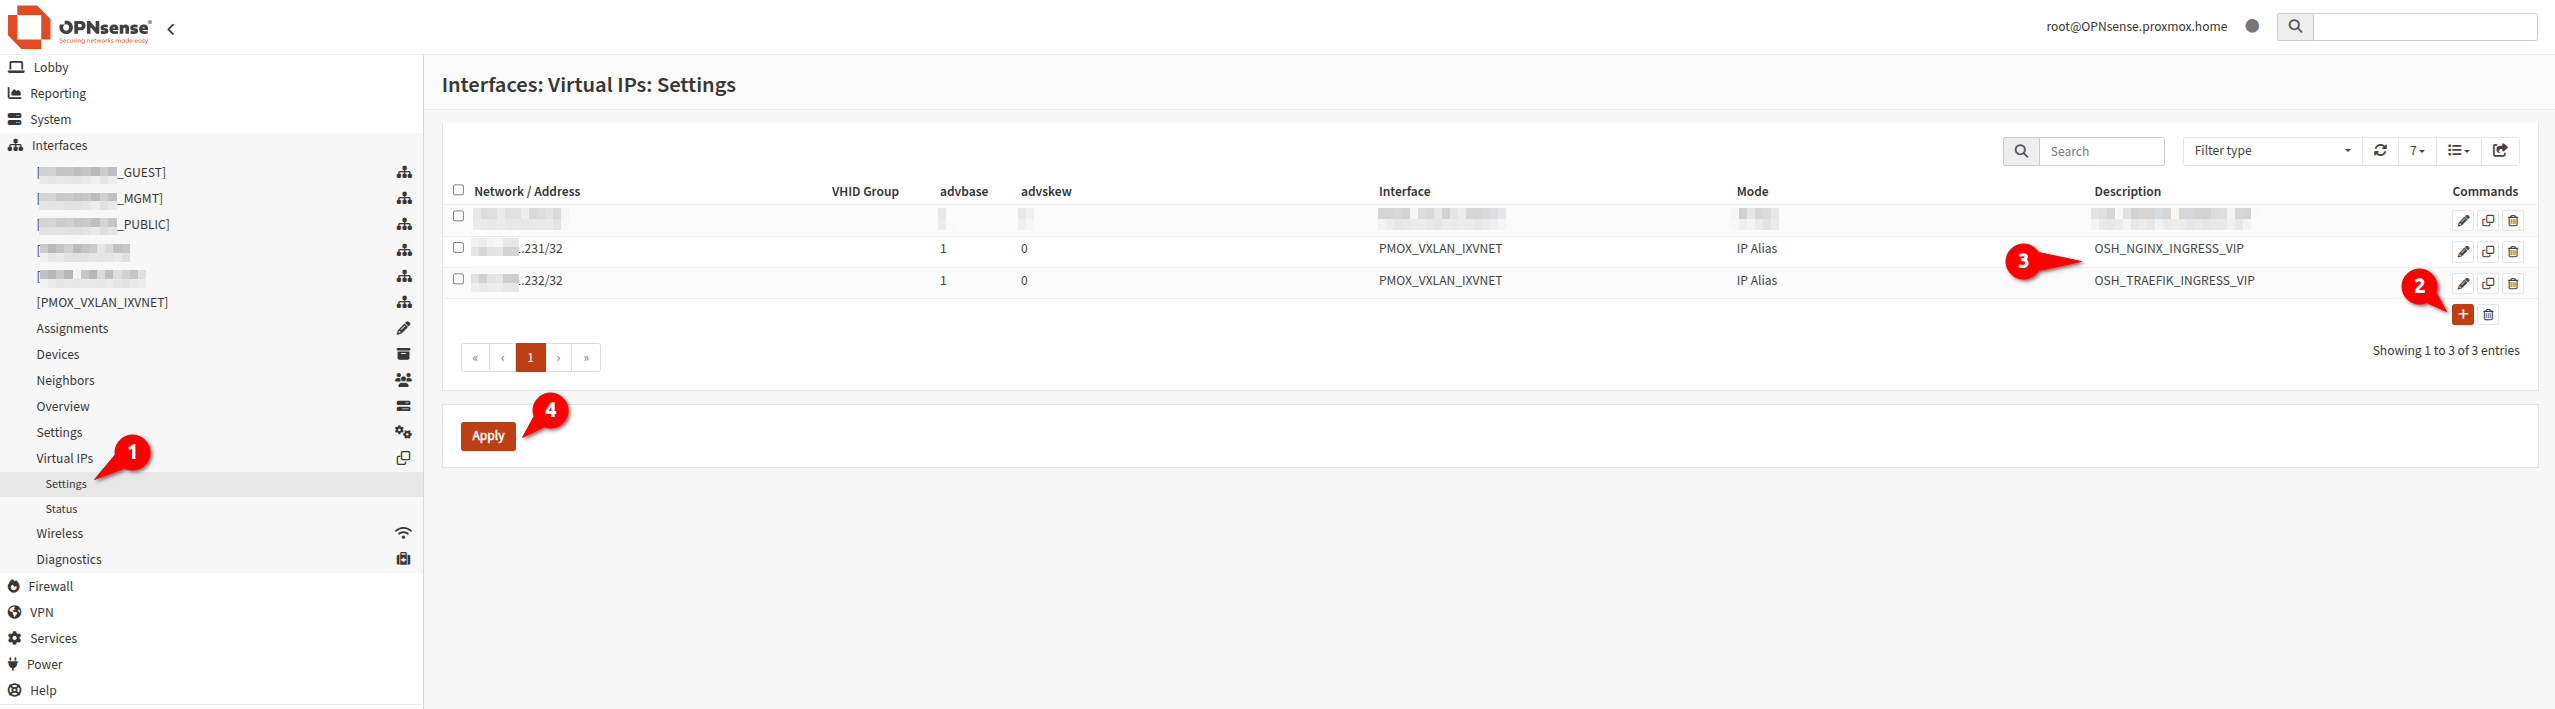 OPNsense
Securing networks made easy
root@OPNsense.proxmox.home
Lobby
Reporting
System
Interfaces
[ _GUEST]
[ _MGMT]
[ _PUBLIC]
[
[
[PMOX_VXLAN_IXVNET]
Assignments
Devices
Neighbors
Overview
Settings
Virtual IPs
1
Settings
Status
Wireless
Diagnostics
Firewall
VPN
Services
Power
Help
Interfaces: Virtual IPs: Settings
Search
Filter type
7
Network / Address VHID Group advbase advskew Interface Mode Description Commands
.231/32 1 0 PMOX_VXLAN_IXVNET IP Alias OSH_NGINX_INGRESS_VIP
3
.232/32 1 0 PMOX_VXLAN_IXVNET IP Alias OSH_TRAEFIK_INGRESS_VIP
2
+
« ‹ 1 › »
Showing 1 to 3 of 3 entries
4
Apply